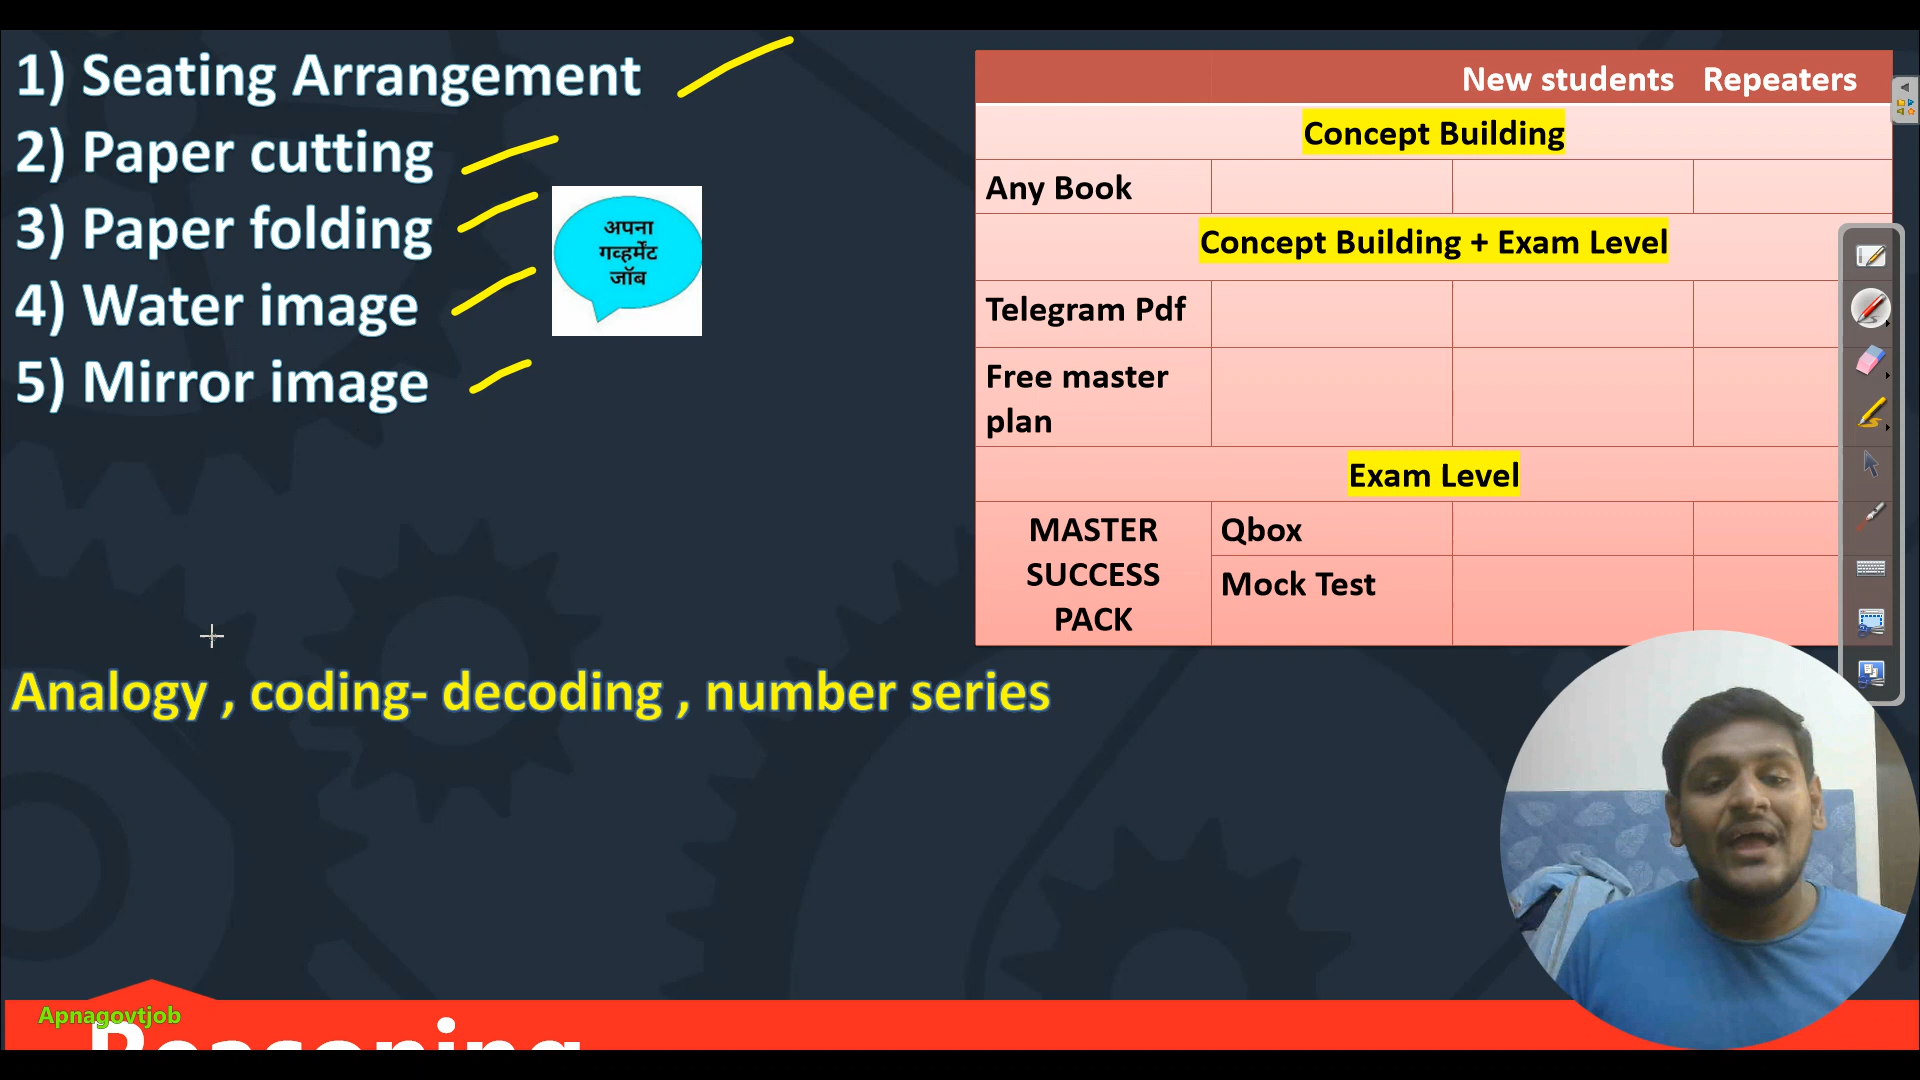 1) Seating Arrangement
2) Paper cutting
3) Paper folding
4) Water image
5) Mirror image
अपना
गव्हर्मेंट
जॉब
New students Repeaters
Concept Building
Any Book
Concept Building + Exam Level
Telegram Pdf
Free master
plan
Exam Level
MASTER
SUCCESS
PACK
Qbox
Mock Test
Analogy , coding- decoding , number series
Apnagovtjob
Reasoning